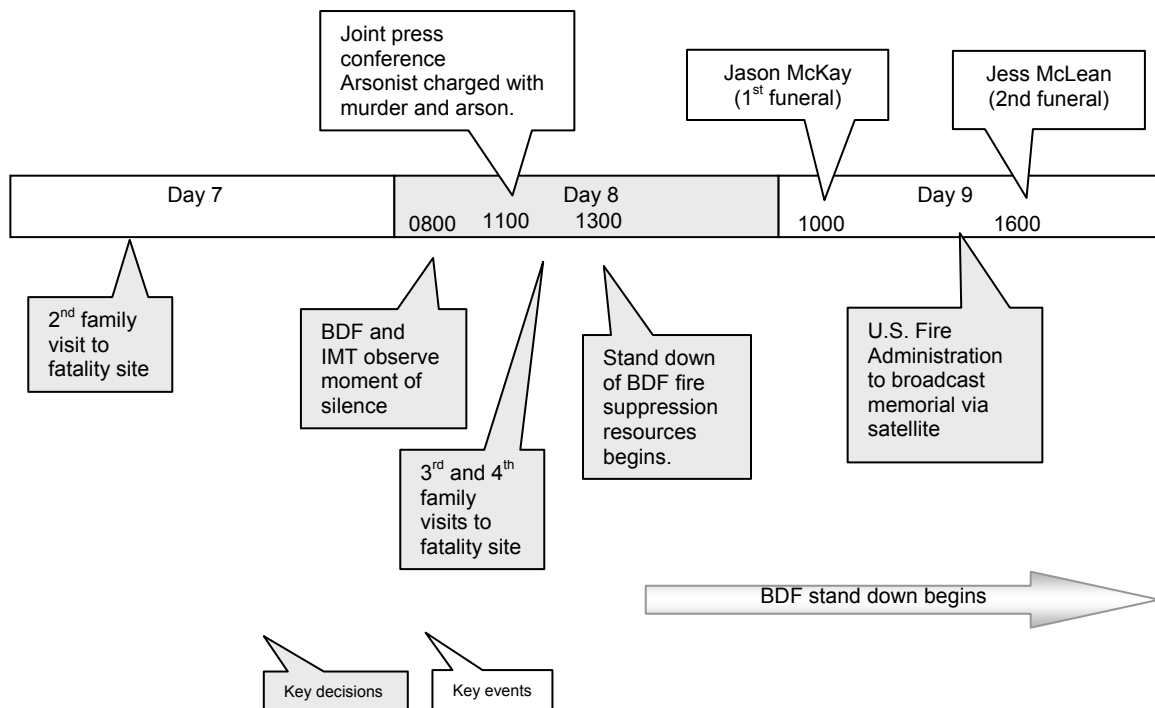 Joint press
conference
Arsonist charged with
murder and arson.
Jason McKay
(1st funeral)
Jess McLean
(2nd funeral)
Day 7
Day 8
Day 9
0800
1100
1300
1000
1600
2nd family
visit to
fatality site
BDF and
IMT observe
moment of
silence
3rd and 4th
family
visits to
fatality site
Stand down
of BDF fire
suppression
resources
begins.
U.S. Fire
Administration
to broadcast
memorial via
satellite
BDF stand down begins
Key decisions
Key events